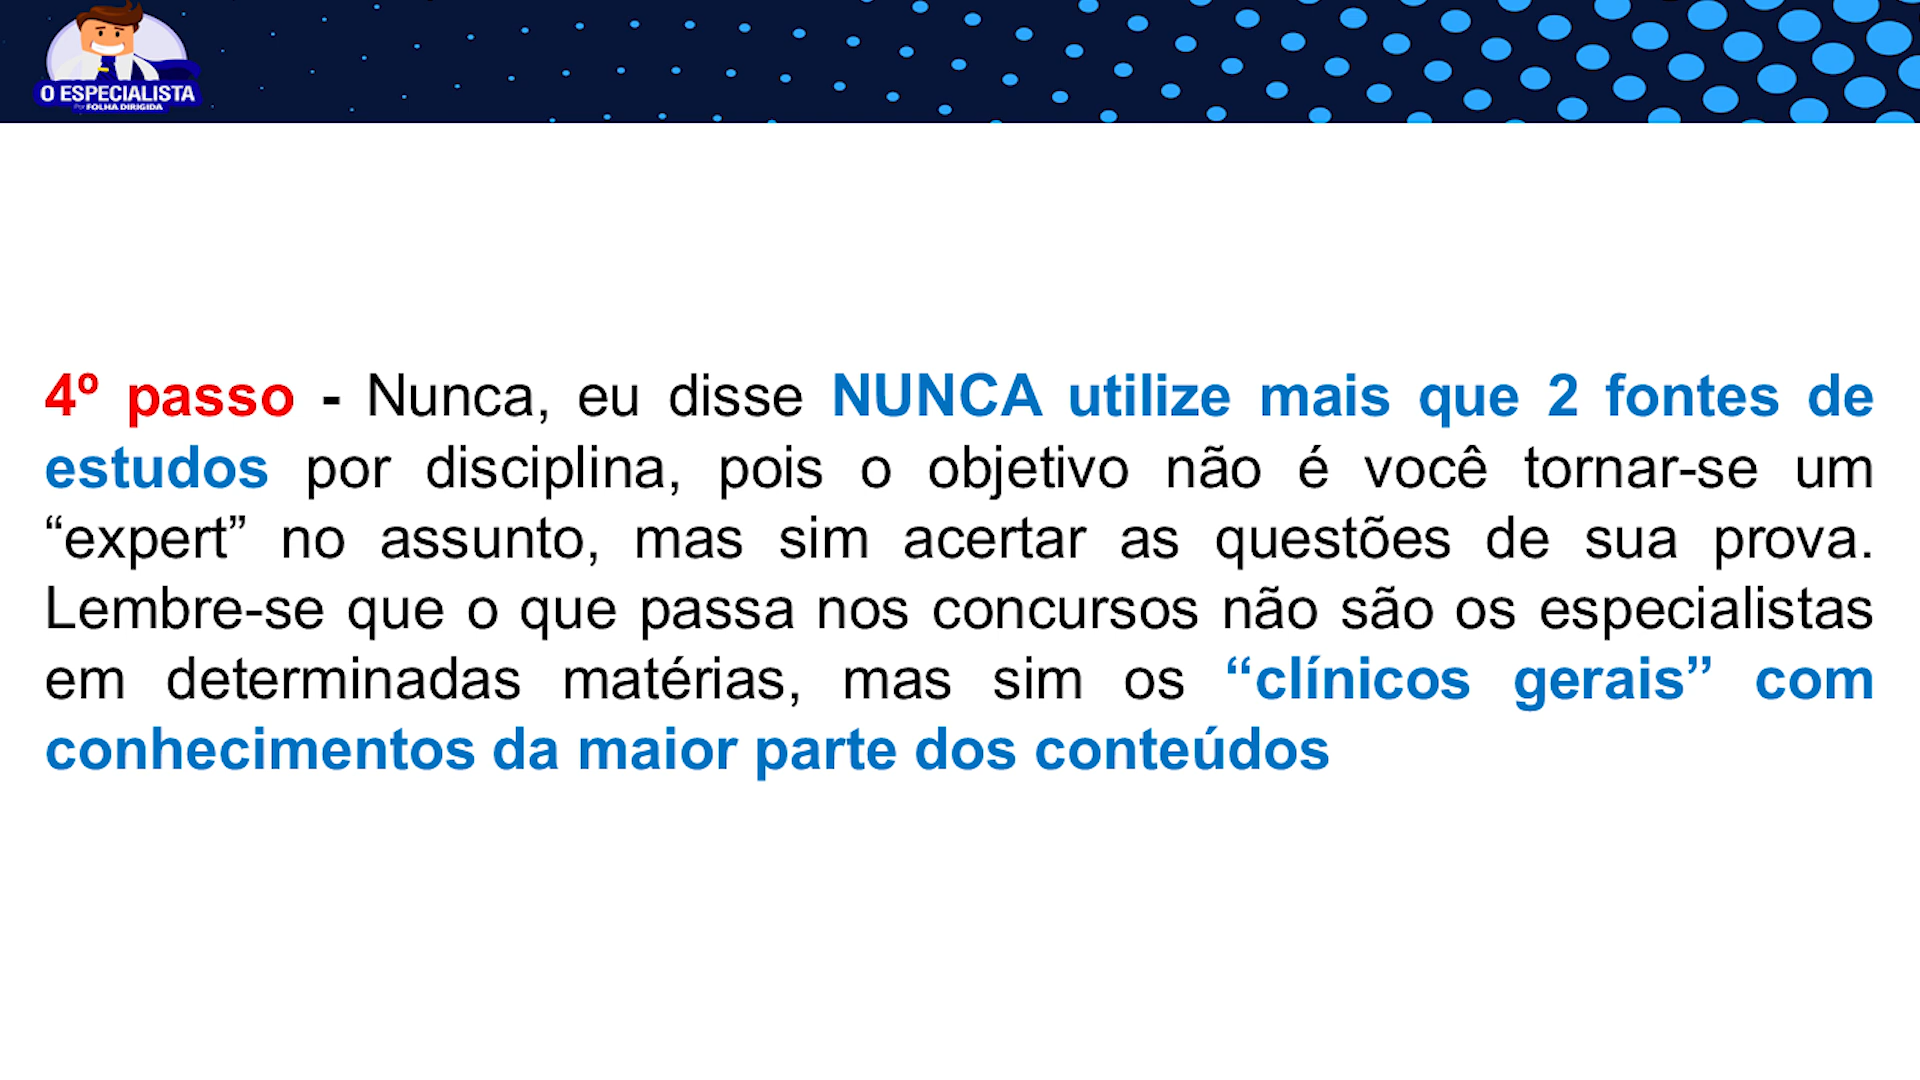 O ESPECIALISTA
Por FOLHA DIRIGIDA
4º passo - Nunca, eu disse NUNCA utilize mais que 2 fontes de
estudos por disciplina, pois o objetivo não é você tornar-se um
“expert” no assunto, mas sim acertar as questões de sua prova.
Lembre-se que o que passa nos concursos não são os especialistas
em determinadas matérias, mas sim os “clínicos gerais” com
conhecimentos da maior parte dos conteúdos